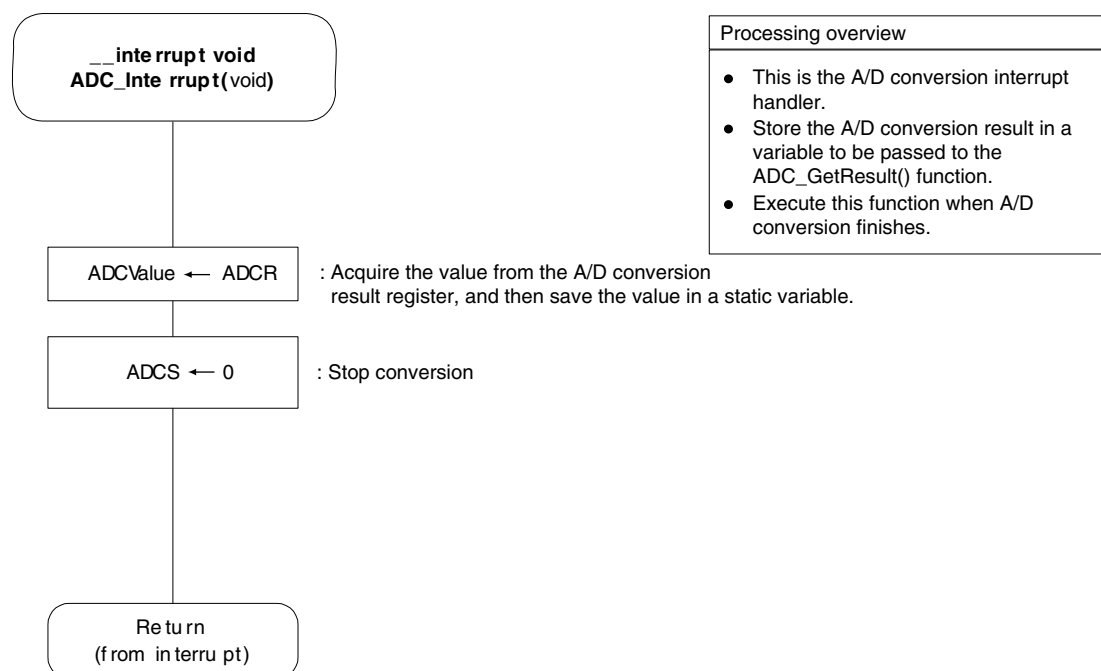 __interrupt void
ADC_Interrupt(void)
Processing overview
● This is the A/D conversion interrupt
handler.
● Store the A/D conversion result in a
variable to be passed to the
ADC_GetResult() function.
● Execute this function when A/D
conversion finishes.
ADCValue ← ADCR
: Acquire the value from the A/D conversion
result register, and then save the value in a static variable.
ADCS ← 0
: Stop conversion
Return
(from interrupt)